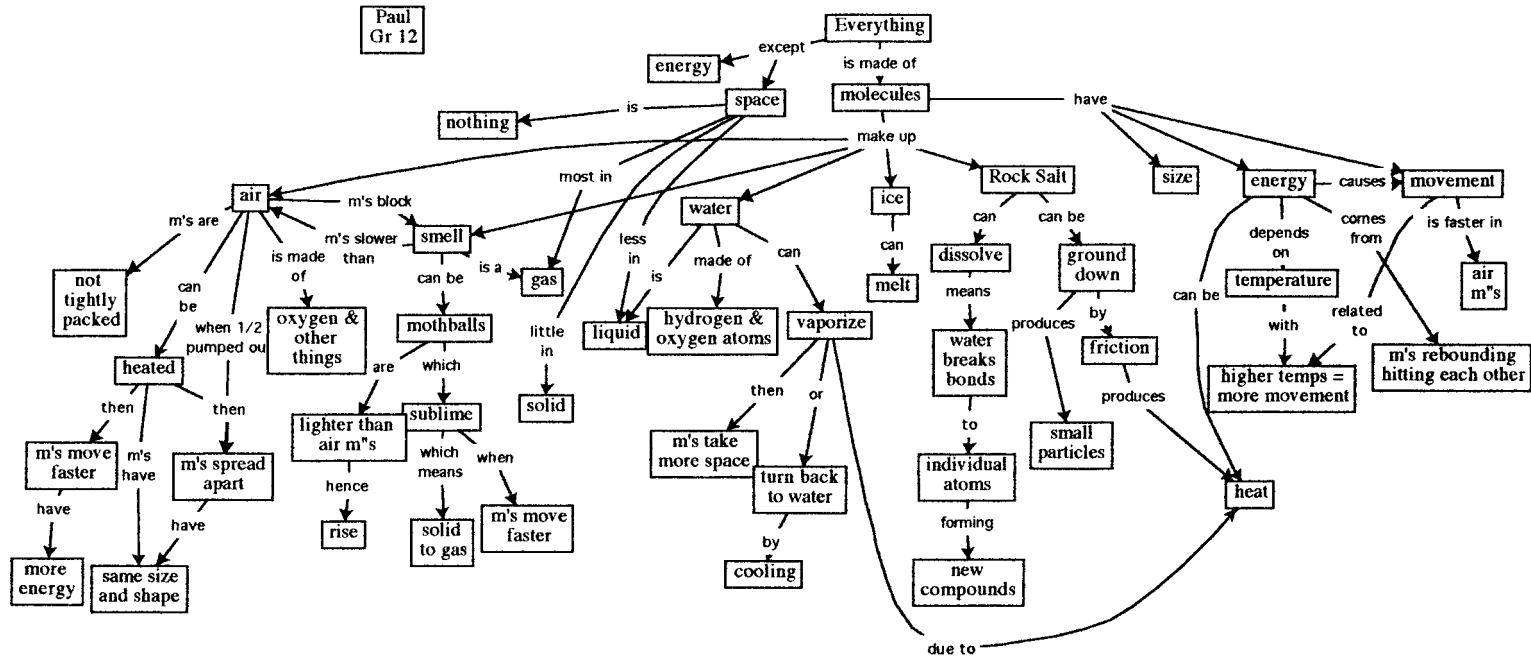 Paul
Gr 12
Everything
except
energy
is made of
space
molecules
have
is
nothing
make up
most in
air
m's block
m's are
smell
m's slower
than
is made
of
can be
is a
gas
water
less
in
is
made of
can
ice
can
melt
Rock Salt
can
can be
size
energy
causes
movement
comes
from
is faster in
depends
on
air
m"s
not
tightly
packed
can
be
when 1/2
pumped ou
oxygen &
other
things
mothballs
little
in
liquid
hydrogen &
oxygen atoms
vaporize
dissolve
means
ground
down
produces
by
can be
temperature
with
related
to
heated
are
which
solid
water
breaks
bonds
friction
higher temps =
more movement
m's rebounding
hitting each other
then
then
lighter than
air m"s
sublime
then
or
to
produces
m's move
faster
m's
have
m's spread
apart
which
means
when
m's take
more space
turn back
to water
individual
atoms
small
particles
heat
have
have
hence
rise
solid
to gas
m's move
faster
by
cooling
forming
more
energy
same size
and shape
new
compounds
due to